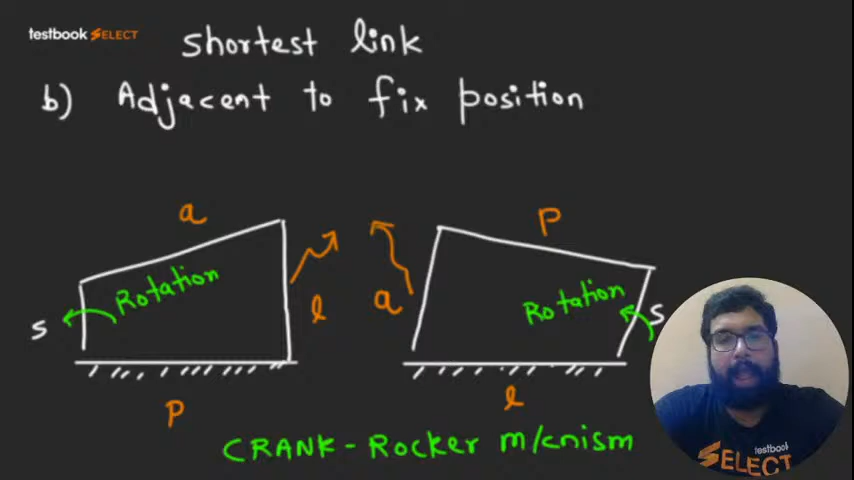 testbook SELECT
shortest link
b) Adjacent to fix position
a
P
Rotation
Rotation
s
l
a
s
P
l
CRANK-Rocker m/cnism
testbook
SELECT